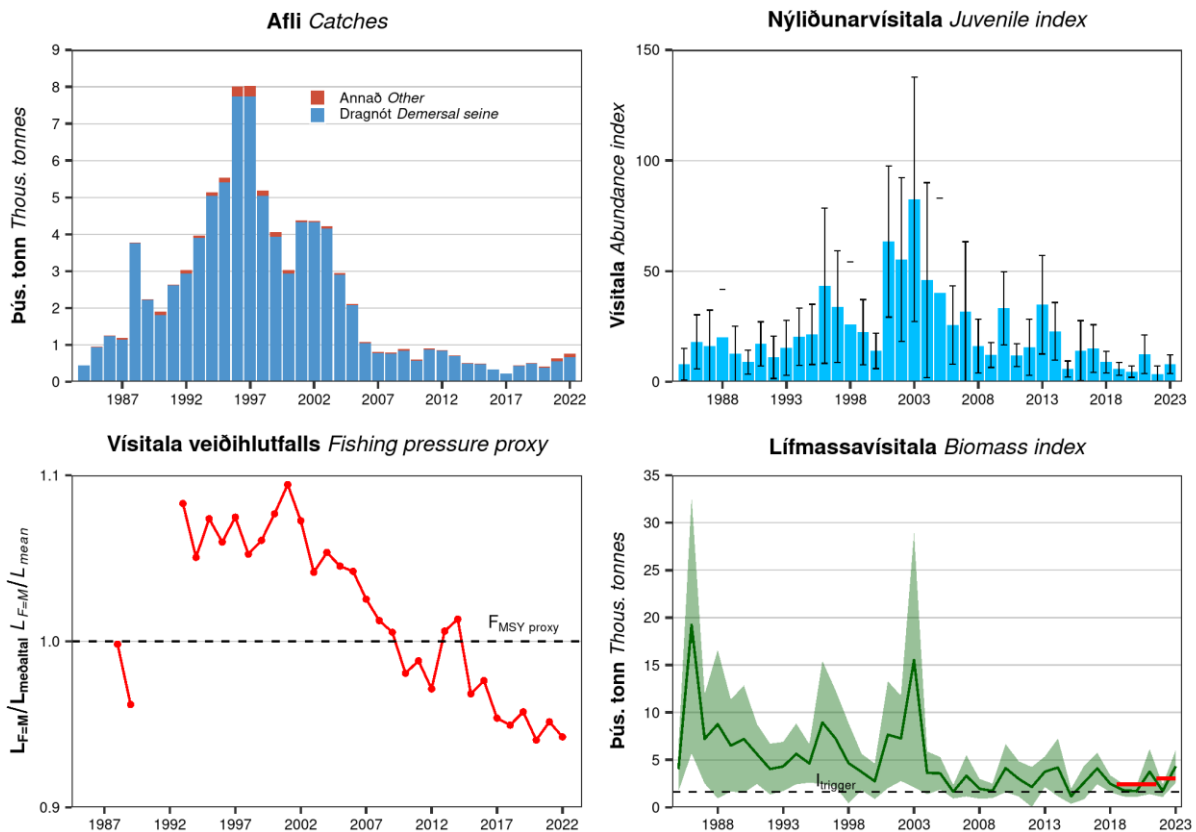 Afli Catches
Þús. tonn Thous. tonnes
9
8
7
6
5
4
3
2
1
0
Annað Other
Dragnót Demersal seine
1987 1992 1997 2002 2007 2012 2017 2022
Nýliðunarvísitala Juvenile index
Vísitala Abundance index
150
100
50
0
1988 1993 1998 2003 2008 2013 2018 2023
Vísitala veiðihlutfalls Fishing pressure proxy
LF=M/Lmeðaltal LF=M/Lmean
1.1
1.0
0.9
FMSY proxy
1987 1992 1997 2002 2007 2012 2017 2022
Lífmassavísitala Biomass index
Þús. tonn Thous. tonnes
35
30
25
20
15
10
5
0
Itrigger
1988 1993 1998 2003 2008 2013 2018 2023